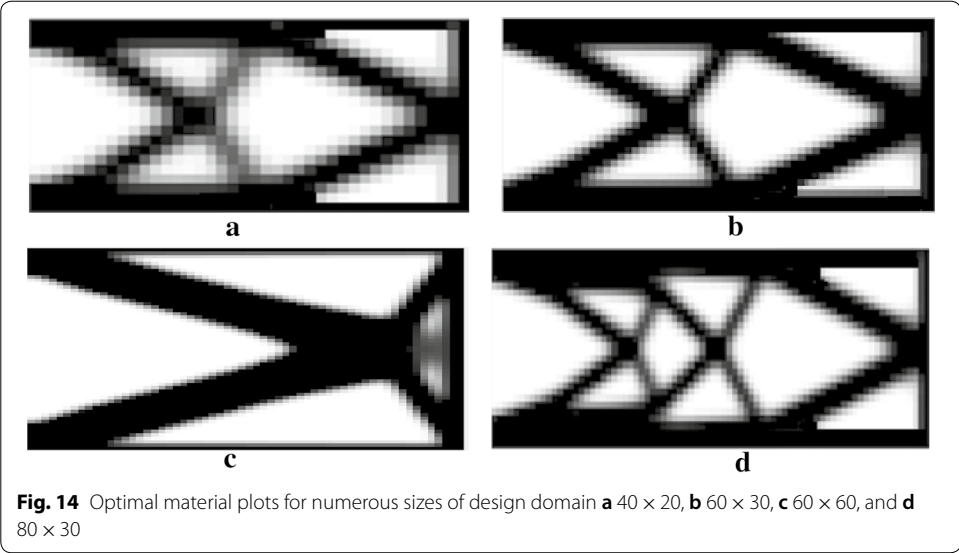 a
b
c
d
Fig. 14 Optimal material plots for numerous sizes of design domain a 40 × 20, b 60 × 30, c 60 × 60, and d
80 × 30